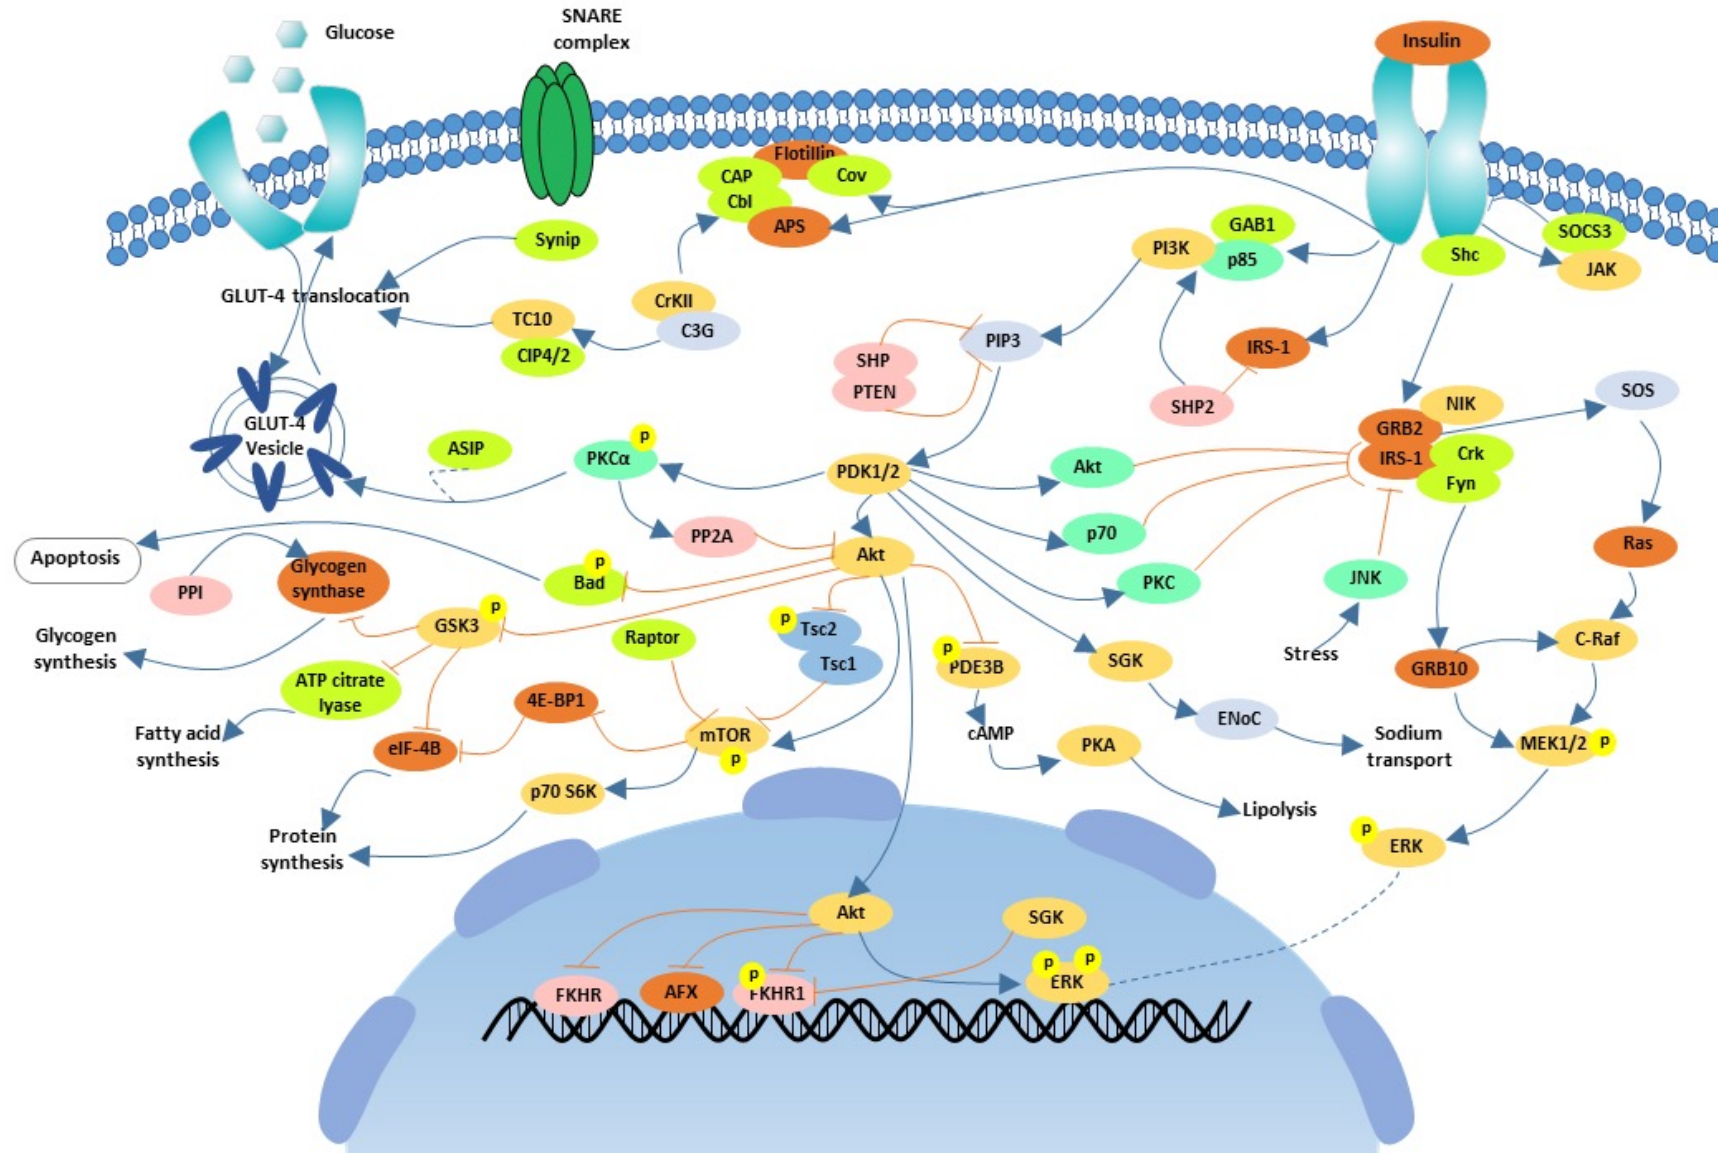 Glucose
SNARE
complex
Insulin
Flotillin
CAP
Cov
Cbl
APS
Synip
GAB1
PI3K
p85
Shc
SOCS3
JAK
GLUT-4 translocation
CrKII
C3G
TC10
CIP4/2
PIP3
SHP
PTEN
IRS-1
SHP2
SOS
NIK
GRB2
IRS-1
Crk
Fyn
GLUT-4
Vesicle
ASIP
p
PKCα
PDK1/2
Akt
p70
PKC
JNK
Stress
Ras
C-Raf
GRB10
MEK1/2
p
p
ERK
PP2A
Akt
Apoptosis
PPI
Glycogen
synthase
p
Bad
p
GSK3
Glycogen
synthesis
Raptor
p
Tsc2
Tsc1
p
PDE3B
SGK
ENoC
Sodium
transport
ATP citrate
lyase
Fatty acid
synthesis
4E-BP1
eIF-4B
mTOR
p
cAMP
PKA
Lipolysis
p70 S6K
Protein
synthesis
Akt
SGK
p
p
ERK
FKHR
AFX
p
FKHR1